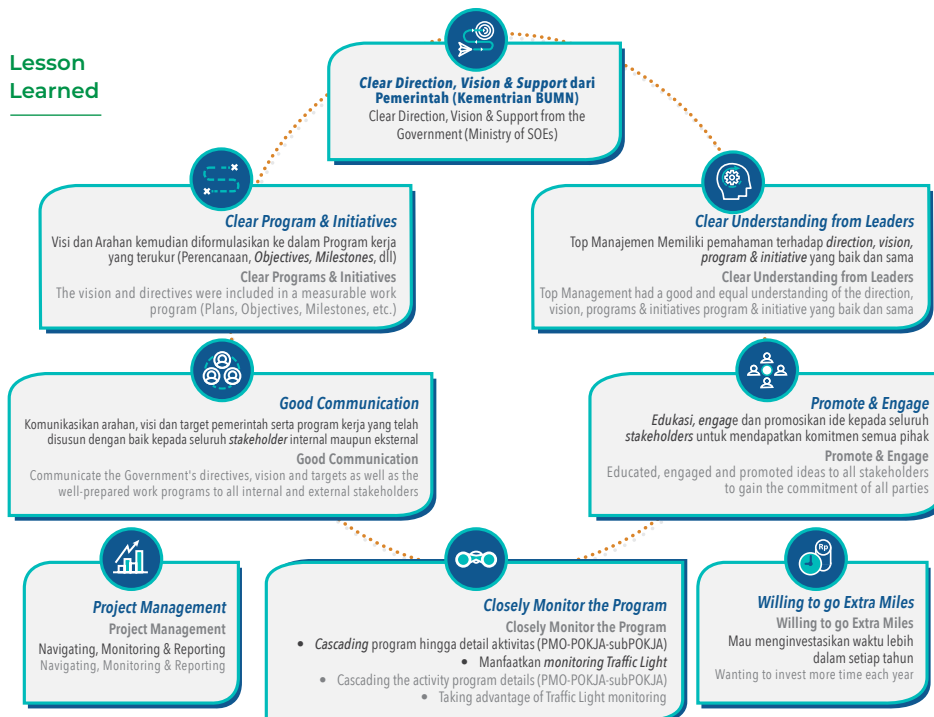 Lesson
Learned
Clear Direction, Vision & Support dari
Pemerintah (Kementrian BUMN)
Clear Direction, Vision & Support from the
Government (Ministry of SOEs)
Clear Program & Initiatives
Visi dan Arahan kemudian diformulasikan ke dalam Program kerja
yang terukur (Perencanaan, Objectives, Milestones, dll)
Clear Programs & Initiatives
The vision and directives were included in a measurable work
program (Plans, Objectives, Milestones, etc.)
Clear Understanding from Leaders
Top Manajemen Memiliki pemahaman terhadap direction, vision,
program & initiative yang baik dan sama
Clear Understanding from Leaders
Top Management had a good and equal understanding of the direction,
vision, programs & initiatives program & initiative yang baik dan sama
Good Communication
Komunikasikan arahan, visi dan target pemerintah serta program kerja yang telah
disusun dengan baik kepada seluruh stakeholder internal maupun eksternal
Good Communication
Communicate the Government's directives, vision and targets as well as the
well-prepared work programs to all internal and external stakeholders
Promote & Engage
Edukasi, engage dan promosikan ide kepada seluruh
stakeholders untuk mendapatkan komitmen semua pihak
Promote & Engage
Educated, engaged and promoted ideas to all stakeholders
to gain the commitment of all parties
Project Management
Project Management
Navigating, Monitoring & Reporting
Navigating, Monitoring & Reporting
Closely Monitor the Program
Closely Monitor the Program
• Cascading program hingga detail aktivitas (PMO-POKJA-subPOKJA)
• Manfaatkan monitoring Traffic Light
• Cascading the activity program details (PMO-POKJA-subPOKJA)
• Taking advantage of Traffic Light monitoring
Rp
Willing to go Extra Miles
Willing to go Extra Miles
Mau menginvestasikan waktu lebih
dalam setiap tahun
Wanting to invest more time each year